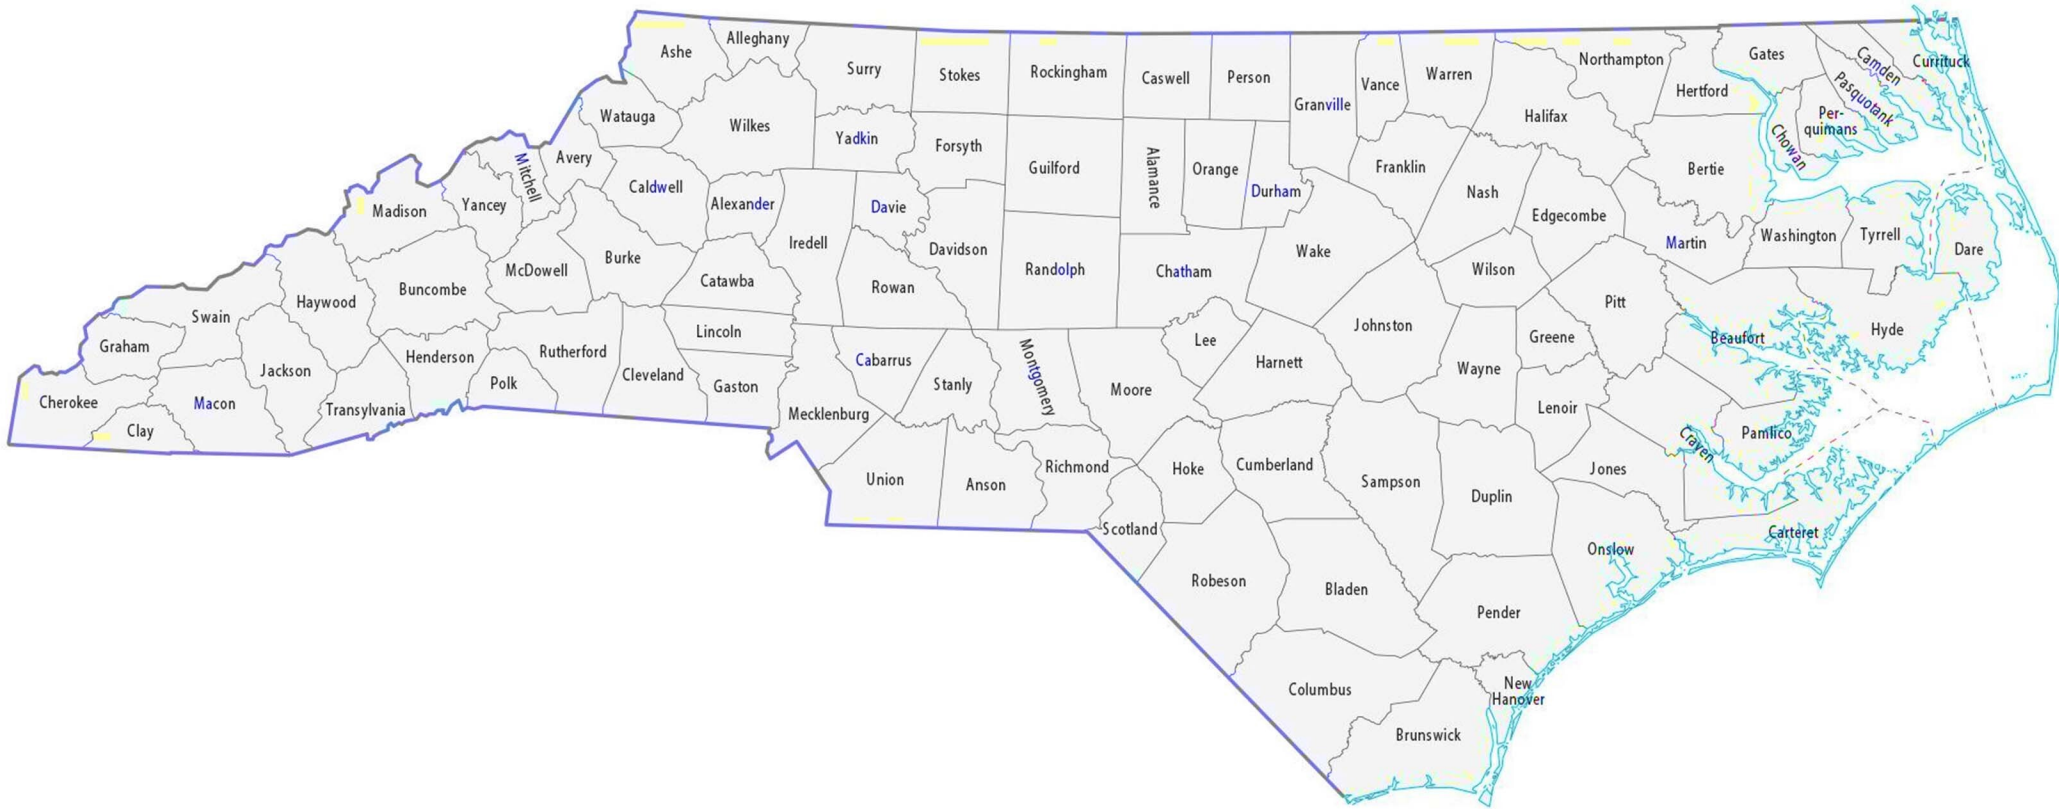 Ashe
Alleghany
Surry
Stokes
Rockingham
Caswell
Person
Granville
Vance
Warren
Northampton
Gates
Camden
Currituck
Hertford
Pasquotank
Halifax
Per-
quimans
Chowan
Watauga
Wilkes
Yadkin
Forsyth
Guilford
Alamance
Orange
Durham
Franklin
Nash
Bertie
Mitchell
Avery
Caldwell
Alexander
Davie
Edgecombe
Madison
Yancey
Iredell
Davidson
Randolph
Chatham
Wake
Wilson
Martin
Washington
Tyrrell
Dare
McDowell
Burke
Catawba
Rowan
Buncombe
Haywood
Swain
Pitt
Johnston
Greene
Beaufort
Hyde
Graham
Jackson
Henderson
Rutherford
Lincoln
Cleveland
Gaston
Cabarrus
Stanly
Montgomery
Moore
Lee
Harnett
Wayne
Lenoir
Craven
Pamlico
Cherokee
Macon
Clay
Transylvania
Polk
Mecklenburg
Union
Anson
Richmond
Hoke
Cumberland
Sampson
Duplin
Jones
Scotland
Carteret
Onslow
Robeson
Bladen
Pender
Columbus
New
Hanover
Brunswick